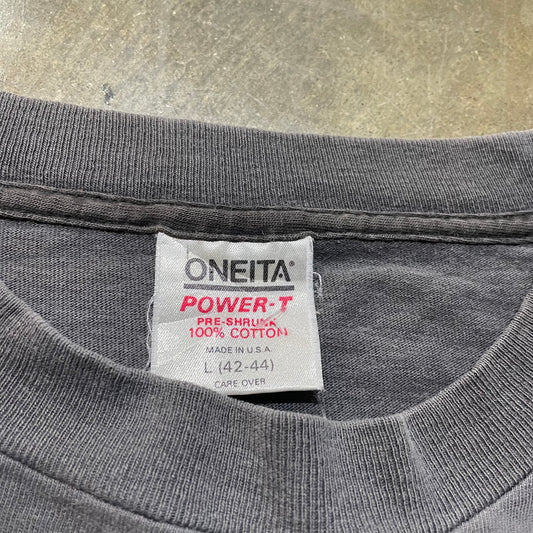 ONEITA®
POWER-T
PRE-SHRUNK
100% COTTON
MADE IN U.S.A.
L (42-44)
CARE OVER